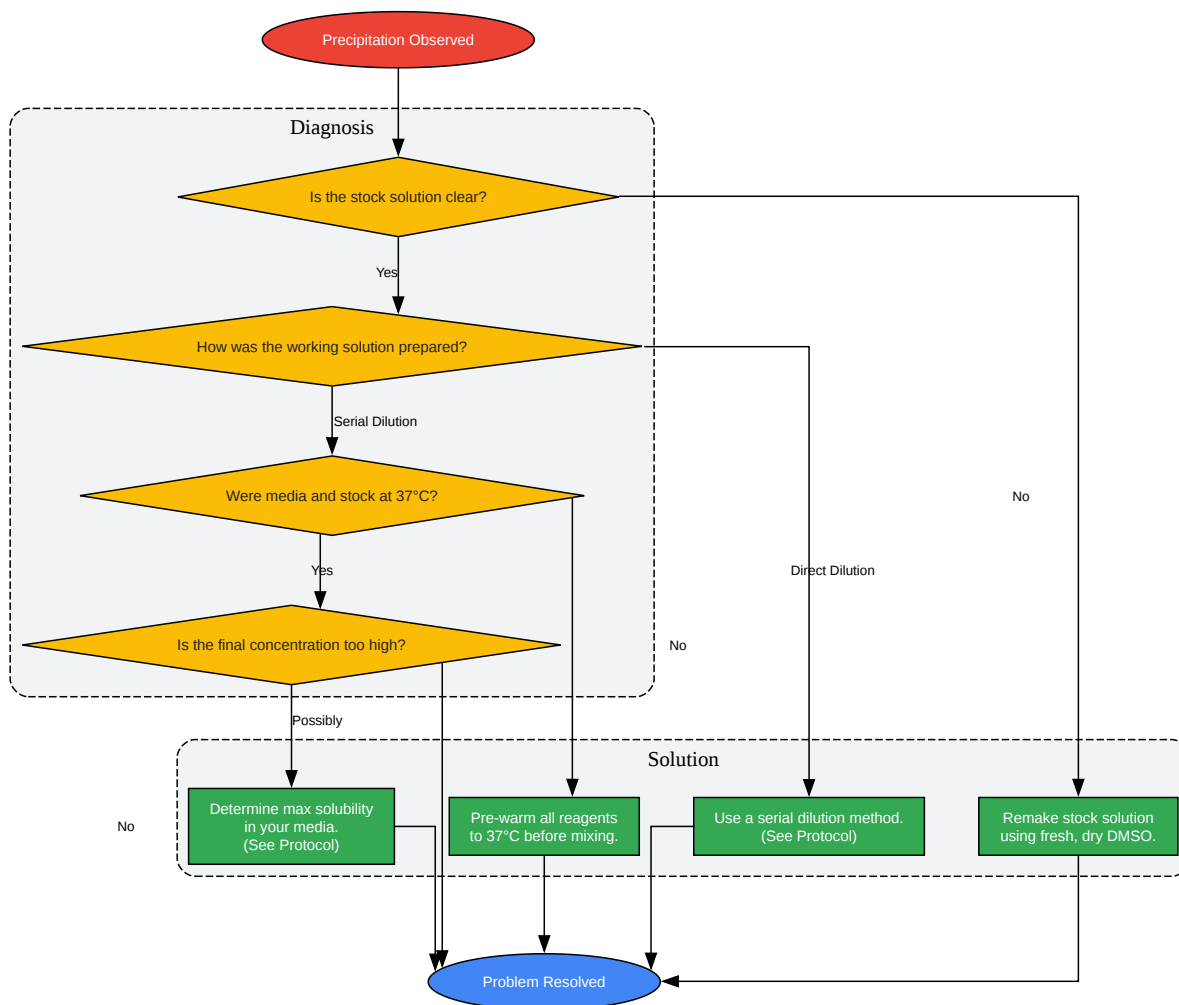 Precipitation Observed
Diagnosis
Is the stock solution clear?
Yes
How was the working solution prepared?
Serial Dilution
Were media and stock at 37°C?
No
Yes
Direct Dilution
Is the final concentration too high?
No
Possibly
Solution
Determine max solubility
in your media.
(See Protocol)
Pre-warm all reagents
to 37°C before mixing.
Use a serial dilution method.
(See Protocol)
Remake stock solution
using fresh, dry DMSO.
No
Problem Resolved